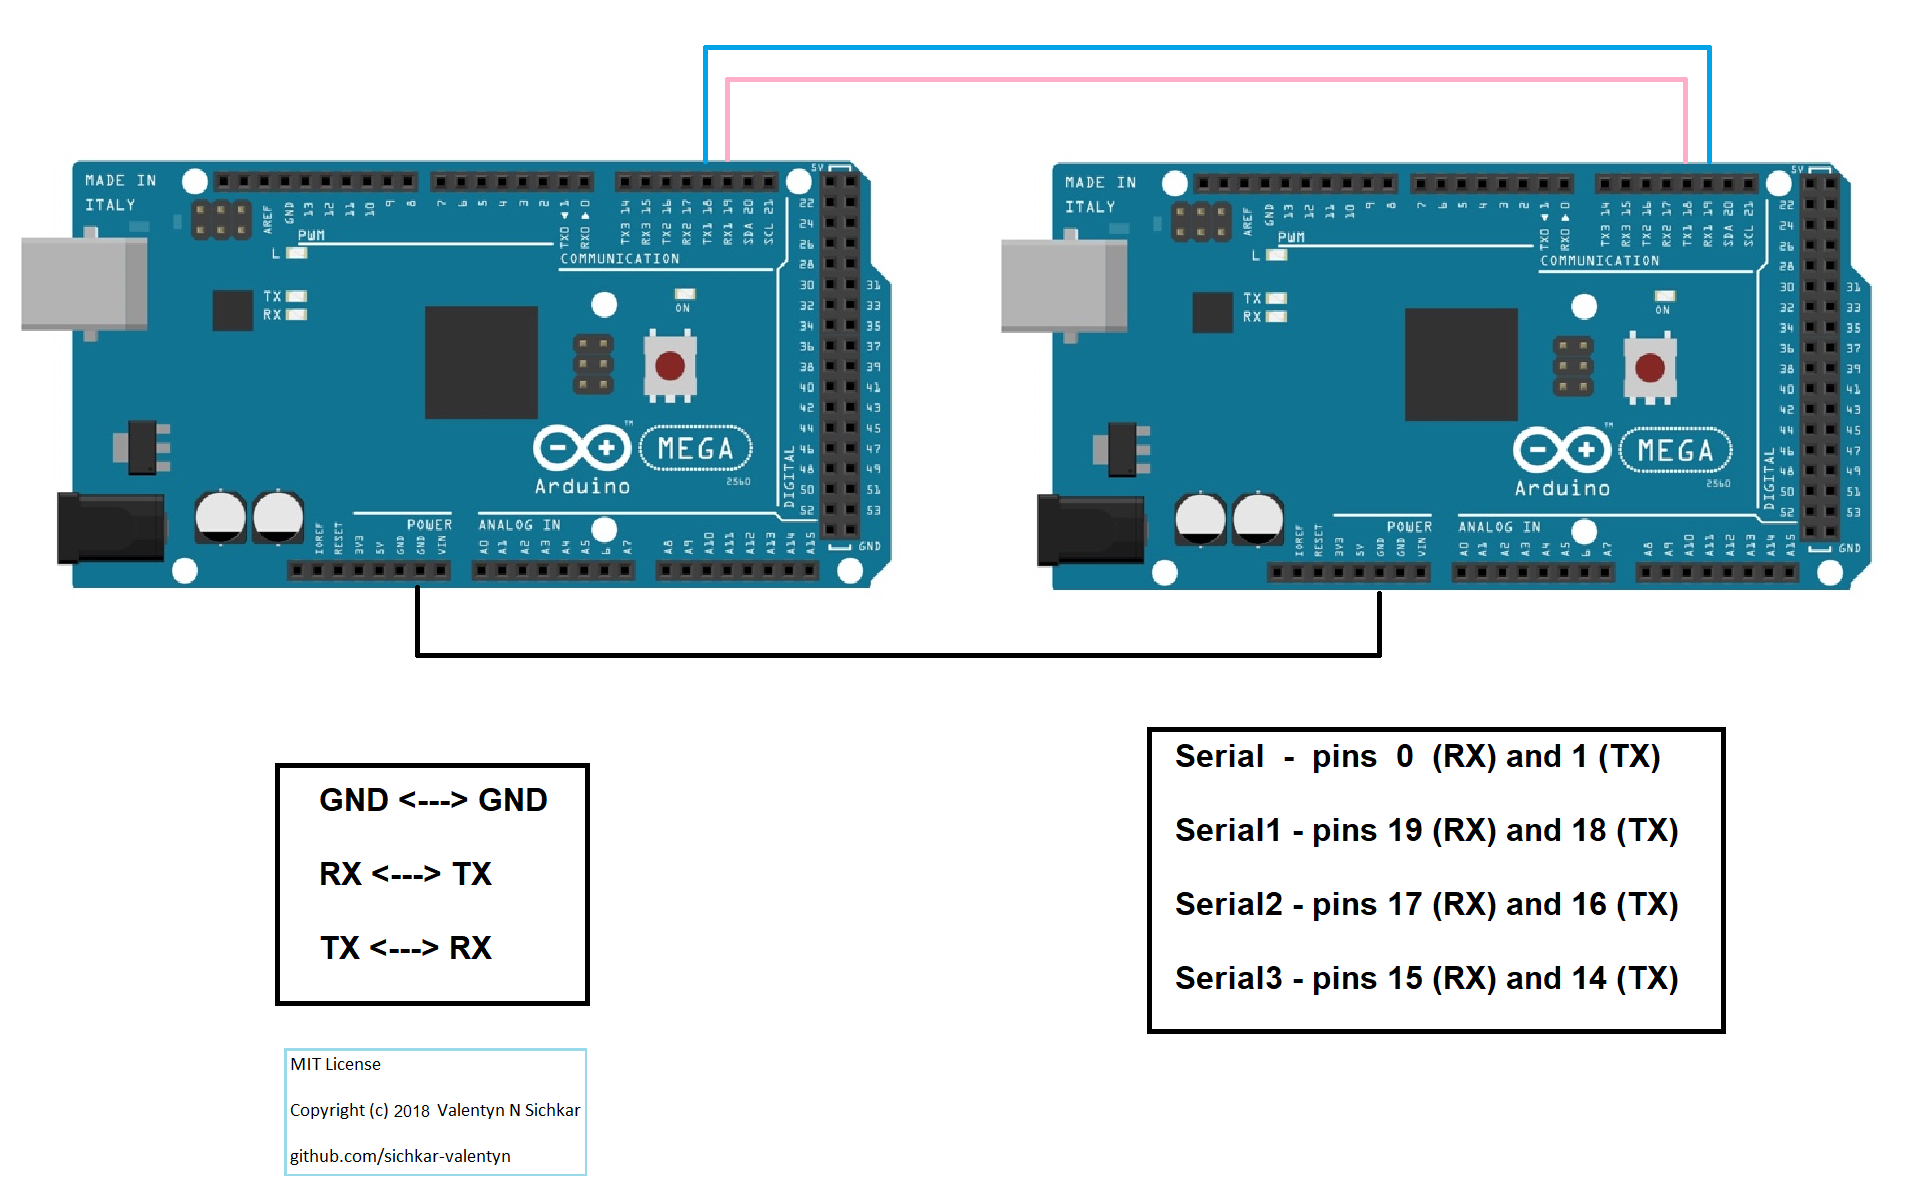 MADE IN
ITALY
AREF
GND
13
12
11
10
9
8
7
6
5
4
3
2
TX0 1
RX0 0
TX3 14
RX3 15
TX2 16
RX2 17
TX1 18
RX1 19
SDA 20
SCL 21
5V
PWM
COMMUNICATION
L
TX
RX
ON
22
24
26
28
30 31
32 33
34 35
36 37
38 39
40 41
42 43
44 45
46 47
48 49
50 51
52 53
GND
DIGITAL
MEGA
2560
Arduino
TM
POWER
ANALOG IN
IOREF
RESET
3V3
5V
GND
GND
VIN
A0
A1
A2
A3
A4
A5
6
A7
A8
A9
A10
A11
A12
A13
A14
A15
MADE IN
ITALY
AREF
GND
13
12
11
10
9
8
7
6
5
4
3
2
TX0 1
RX0 0
TX3 14
RX3 15
TX2 16
RX2 17
TX1 18
RX1 19
SDA 20
SCL 21
5V
PWM
COMMUNICATION
L
TX
RX
ON
22
24
26
28
30 31
32 33
34 35
36 37
38 39
40 41
42 43
44 45
46 47
48 49
50 51
52 53
GND
DIGITAL
MEGA
2560
Arduino
TM
POWER
ANALOG IN
IOREF
RESET
3V3
5V
GND
GND
VIN
A0
A1
A2
A3
A4
A5
6
A7
A8
A9
A10
A11
A12
A13
A14
A15
GND <---> GND
RX <---> TX
TX <---> RX
Serial - pins 0 (RX) and 1 (TX)
Serial1 - pins 19 (RX) and 18 (TX)
Serial2 - pins 17 (RX) and 16 (TX)
Serial3 - pins 15 (RX) and 14 (TX)
MIT License
Copyright (c) 2018 Valentyn N Sichkar
github.com/sichkar-valentyn